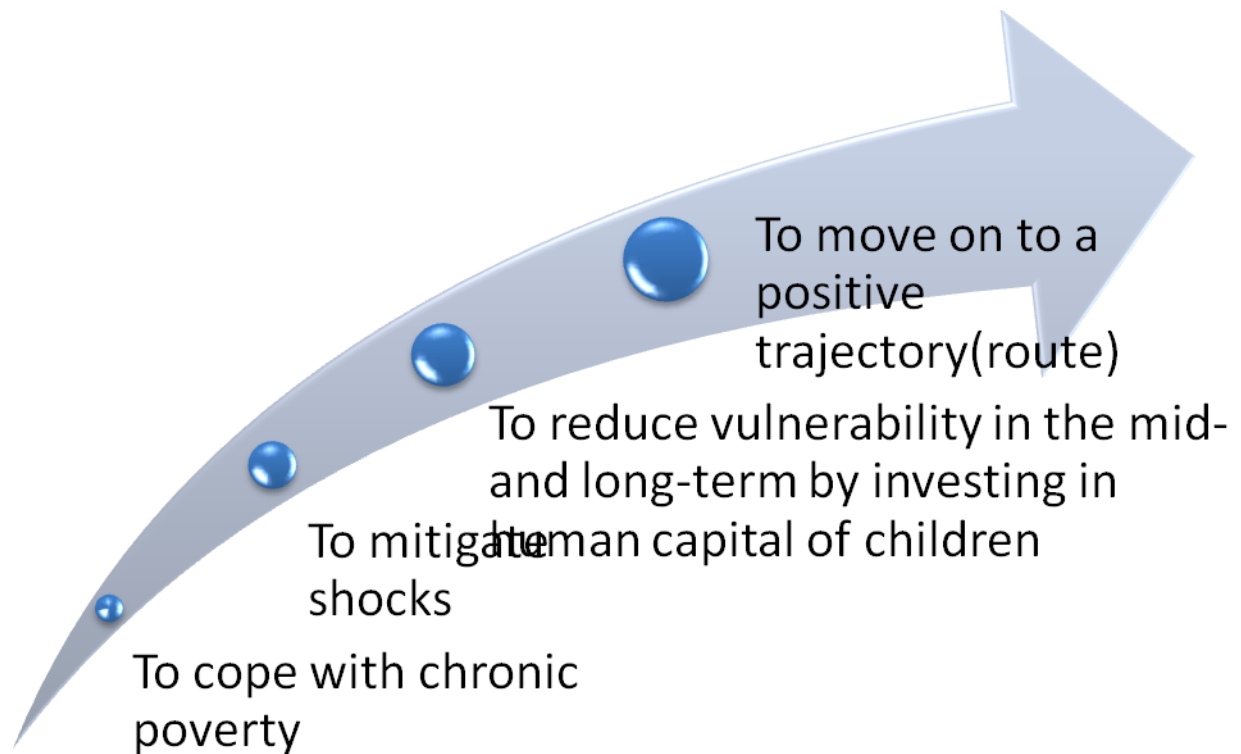 To move on to a
positive
trajectory(route)
To reduce vulnerability in the mid-
and long-term by investing in
human capital of children
To mitigate
shocks
To cope with chronic
poverty